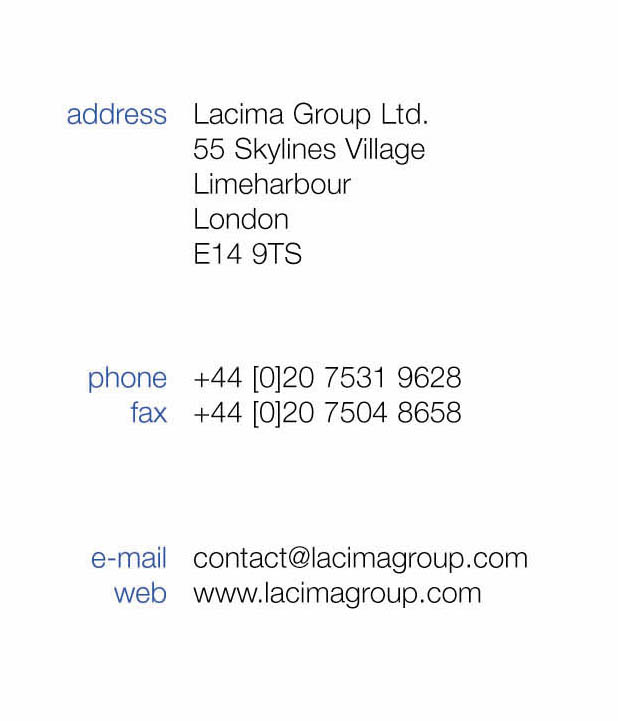 address Lacima Group Ltd.
55 Skylines Village
Limeharbour
London
E14 9TS
phone +44 [0]20 7531 9628
fax +44 [0]20 7504 8658
e-mail contact@lacimagroup.com
web www.lacimagroup.com